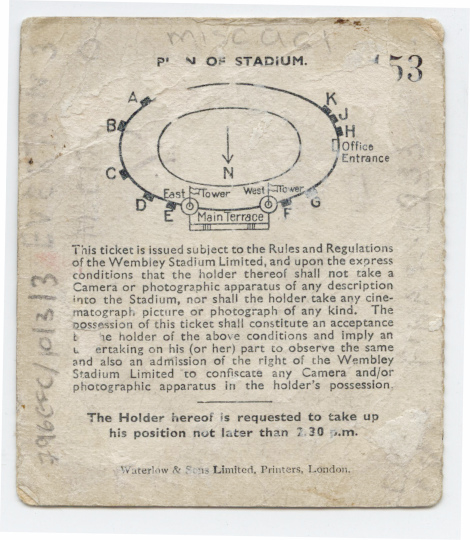 miscact
PLAN OF STADIUM.
153
A
B
C
D
E
K
J
H
Office
Entrance
G
F
N
East Tower
West Tower
Main Terrace
This ticket is issued subject to the Rules and Regulations
of the Wembley Stadium Limited, and upon the express
conditions that the holder thereof shall not take a
Camera or photographic apparatus of any description
into the Stadium, nor shall the holder take any cine-
matograph picture or photograph of any kind. The
possession of this ticket shall constitute an acceptance
by the holder of the above conditions and imply an
undertaking on his (or her) part to observe the same
and also an admission of the right of the Wembley
Stadium Limited to confiscate any Camera and/or
photographic apparatus in the holder's possession.
The Holder hereof is requested to take up
his position not later than 2.30 p.m.
Waterlow & Sons Limited, Printers, London.